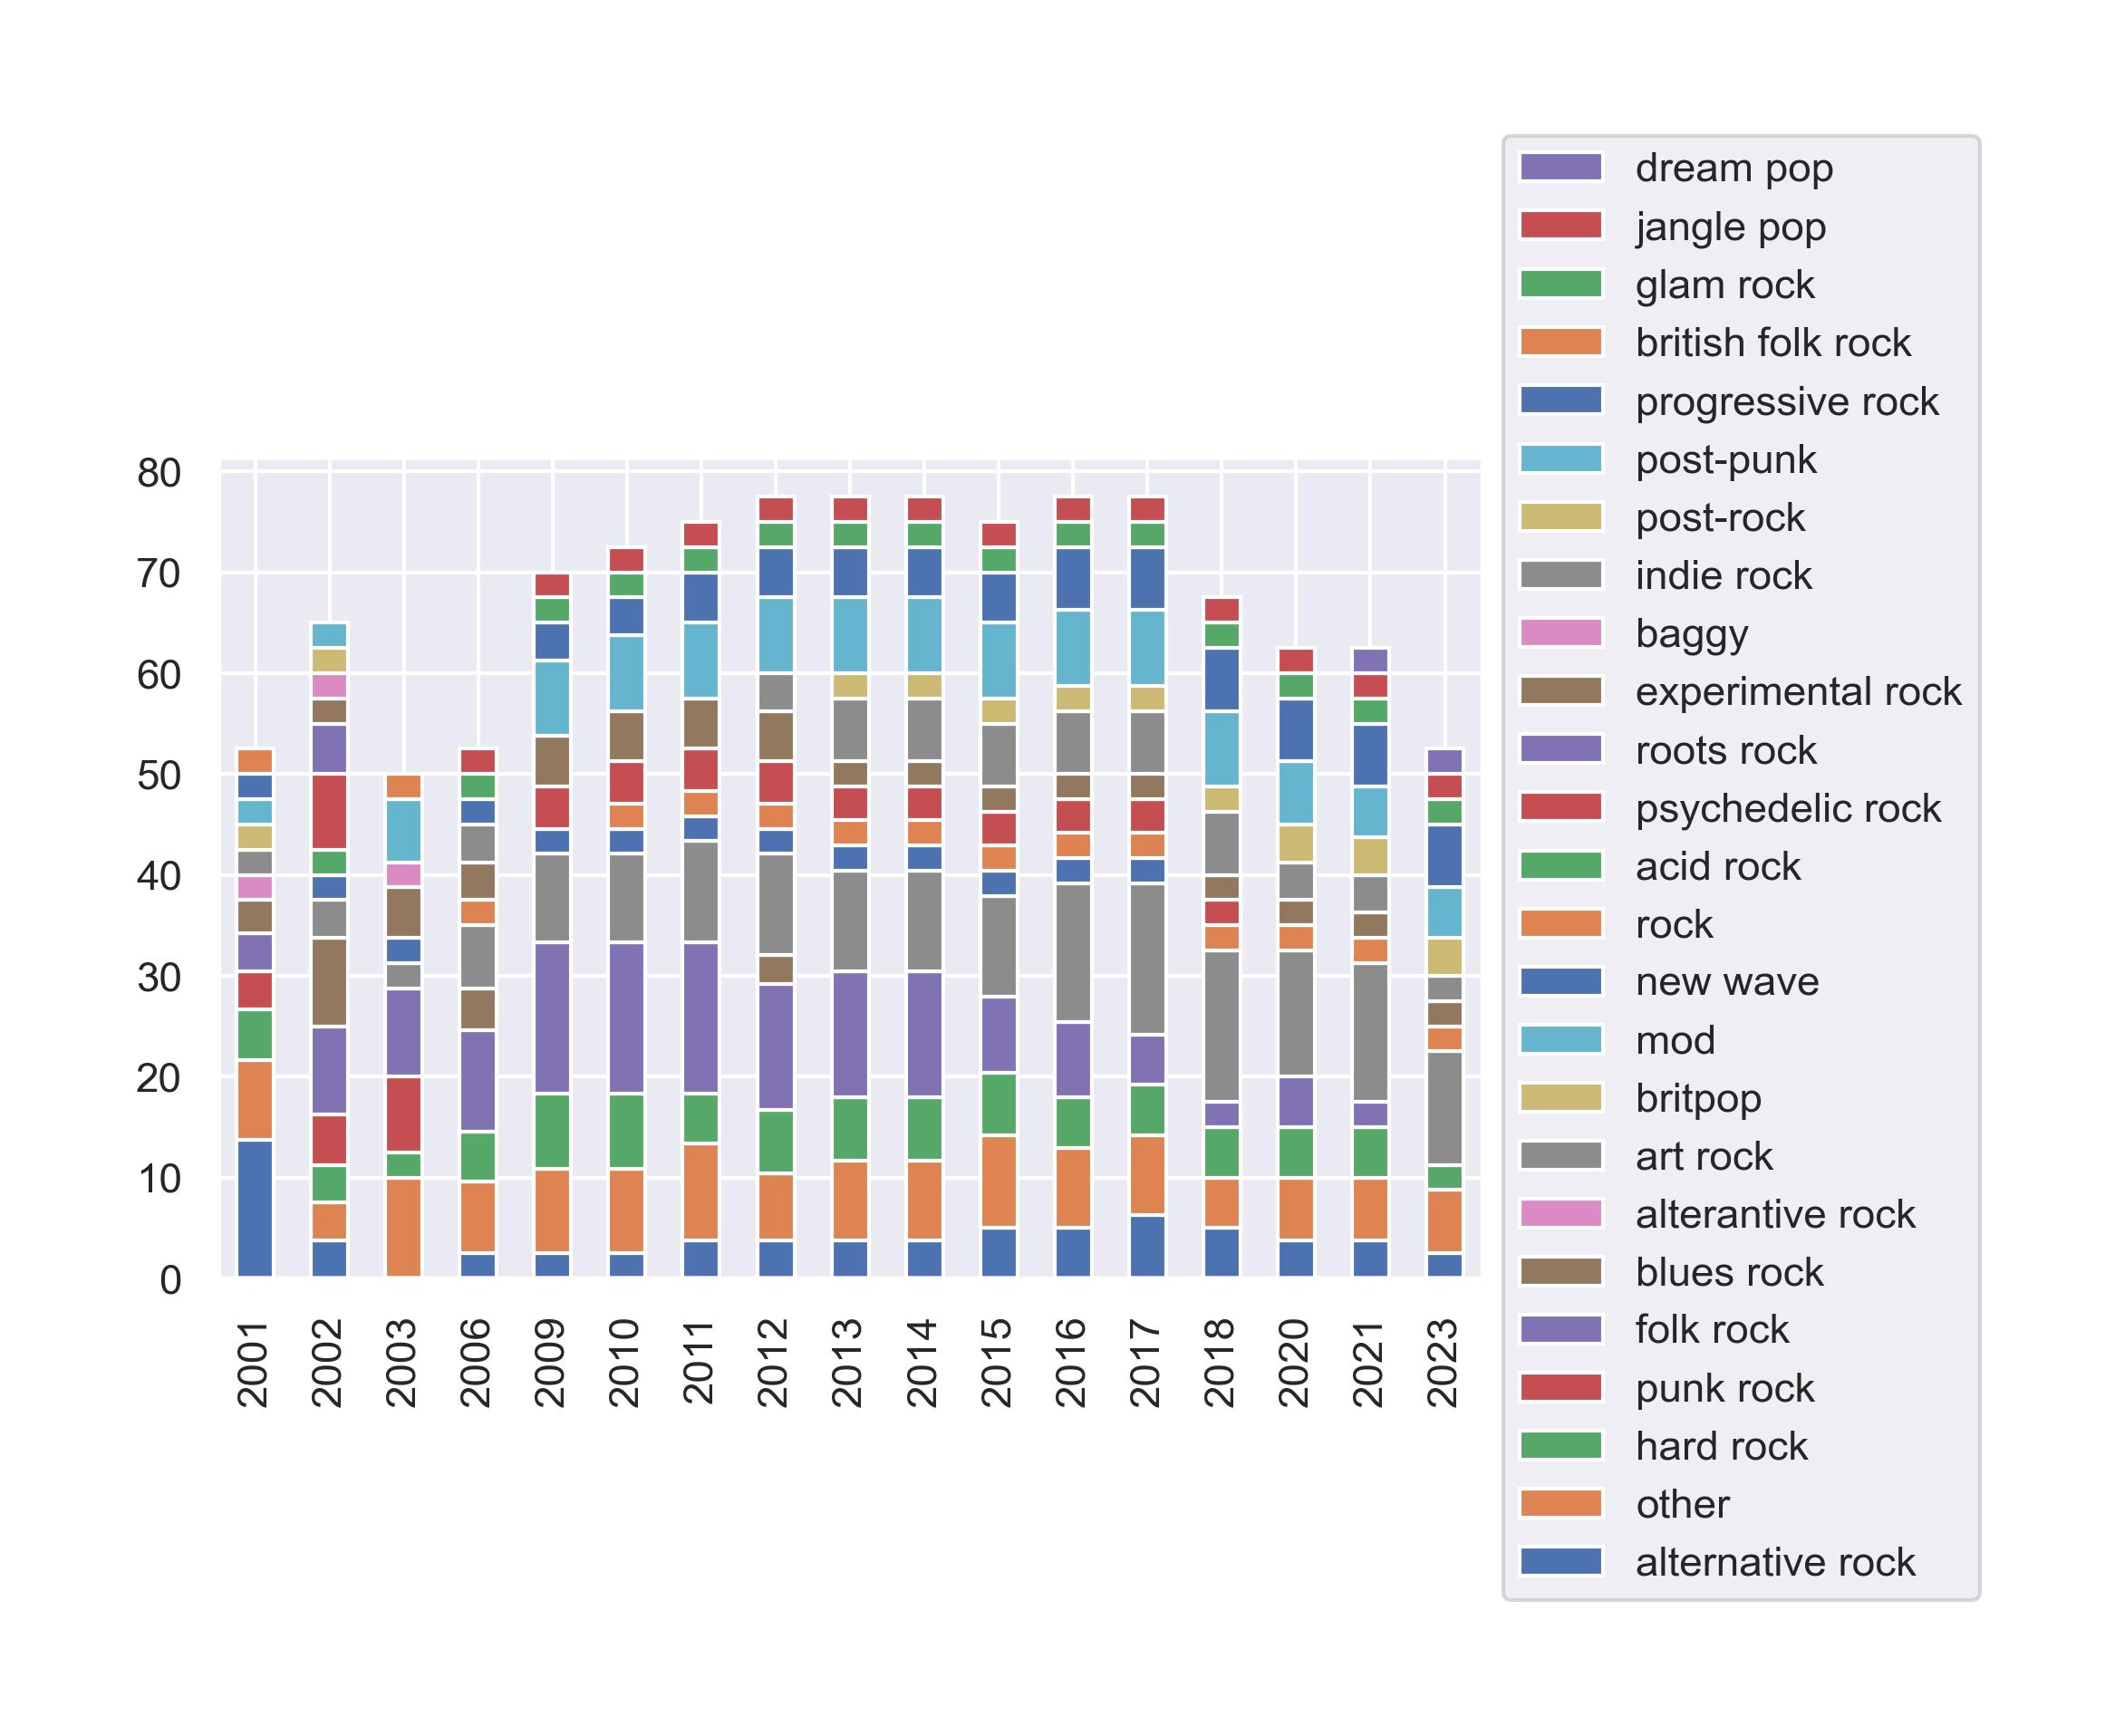 80
70
60
50
40
30
20
10
0
2001
2002
2003
2006
2009
2010
2011
2012
2013
2014
2015
2016
2017
2018
2020
2021
2023
dream pop
jangle pop
glam rock
british folk rock
progressive rock
post-punk
post-rock
indie rock
baggy
experimental rock
roots rock
psychedelic rock
acid rock
rock
new wave
mod
britpop
art rock
alterantive rock
blues rock
folk rock
punk rock
hard rock
other
alternative rock